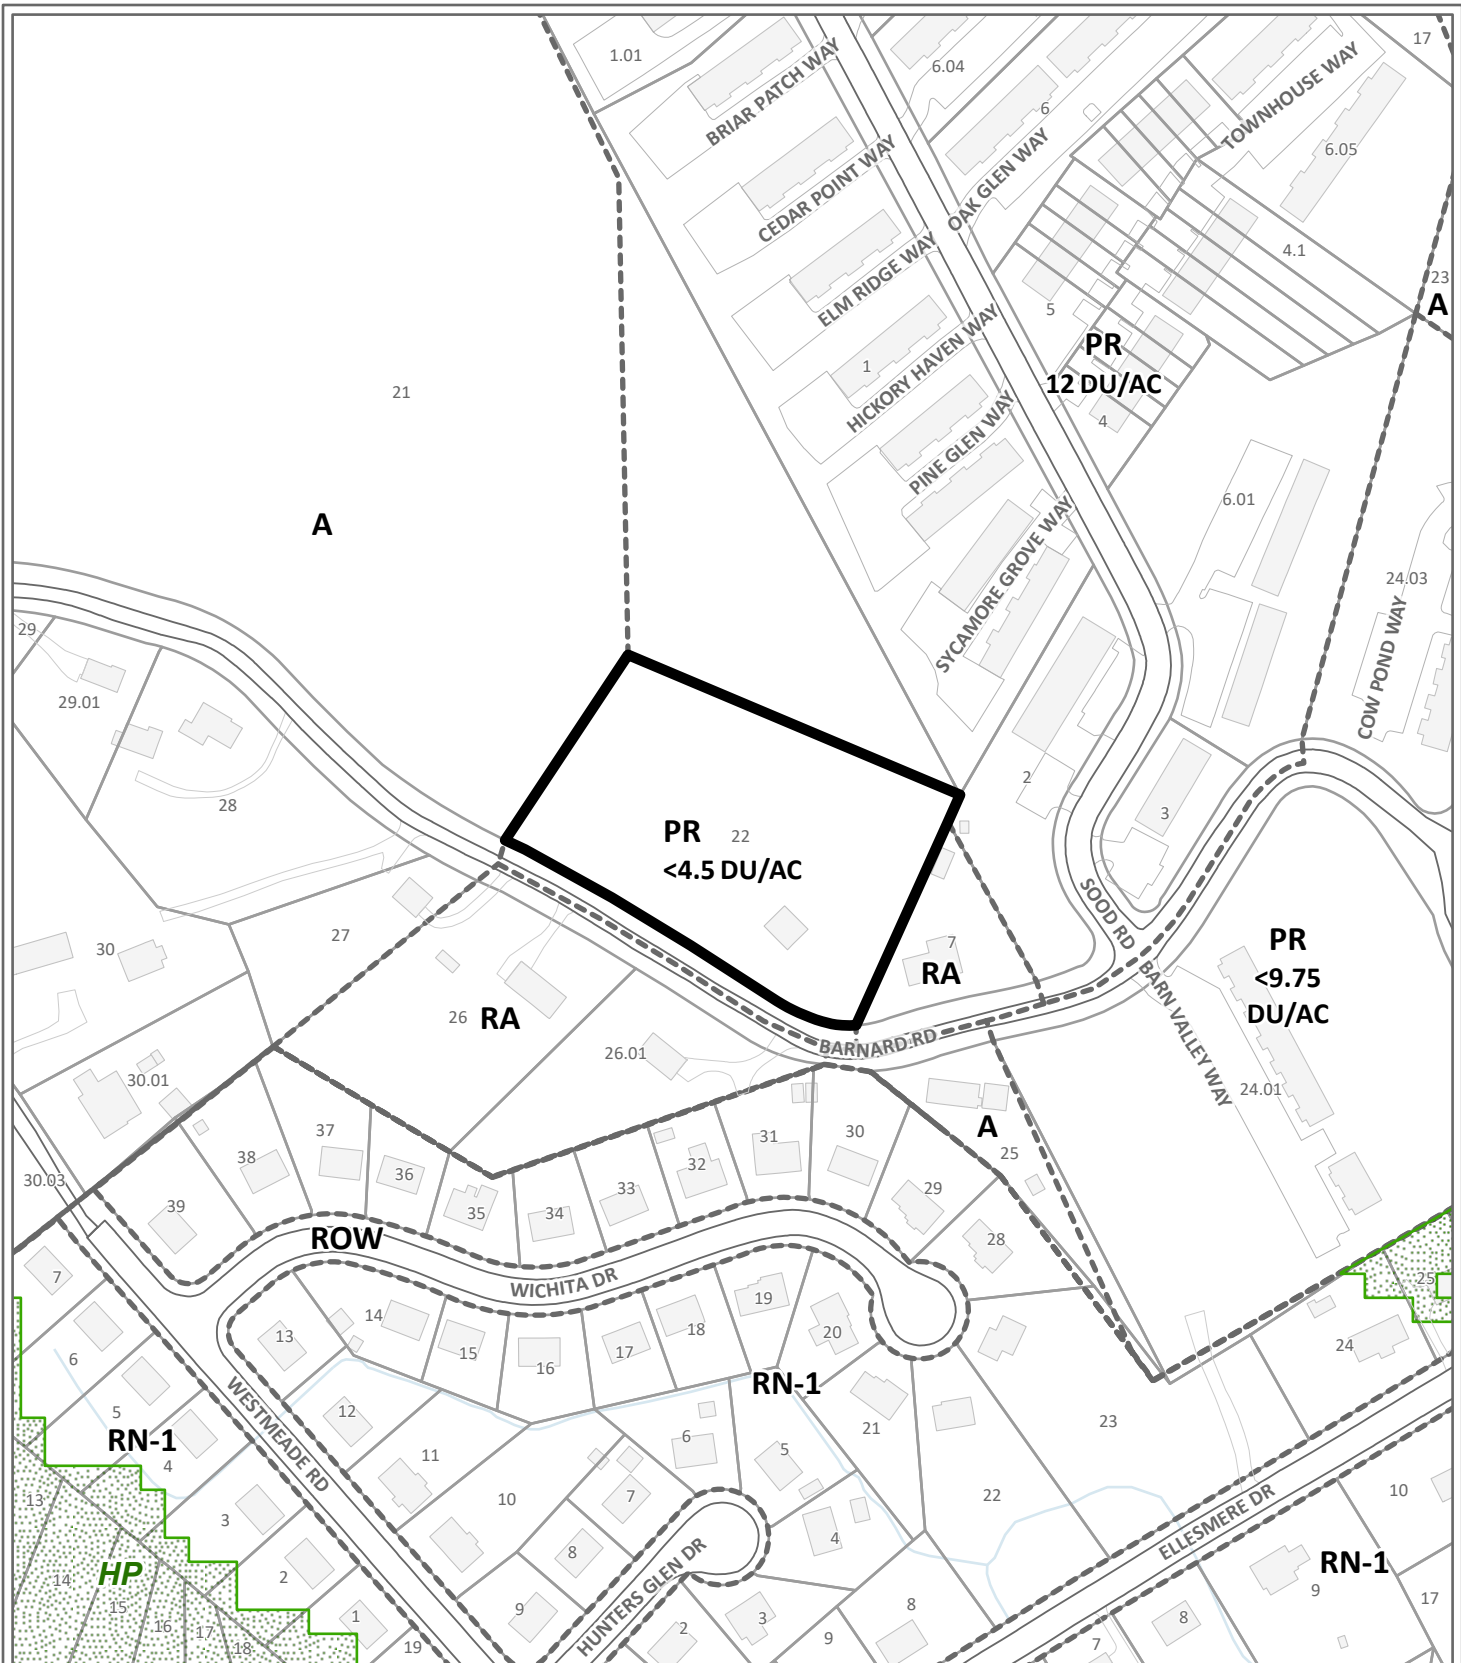 1.01
BRIAR PATCH WAY
6.04
6
TOWNHOUSE WAY
17
6.05
CEDAR POINT WAY
OAK GLEN WAY
4.1
23
A
ELM RIDGE WAY
5
PR
12 DU/AC
1
HICKORY HAVEN WAY
21
4
PINE GLEN WAY
A
6.01
SYCAMORE GROVE WAY
24.03
COW POND WAY
29
29.01
28
2
3
PR
22
<4.5 DU/AC
SOOD RD
27
30
7
RA
PR
<9.75
DU/AC
BARN VALLEY WAY
26
RA
26.01
BARNARD RD
30.01
24.01
A
25
37
38
36
31
30
32
33
29
30.03
39
35
34
28
ROW
WICHITA DR
7
25
14
13
19
18
20
15
17
16
24
6
RN-1
5
WESTMEADE RD
12
21
23
RN-1
4
11
6
5
10
7
22
10
13
3
4
ELLESMERE DR
HP
14
2
8
HUNTERS GLEN DR
RN-1
9
15
16
17
18
1
19
9
2
3
9
8
7
8
17